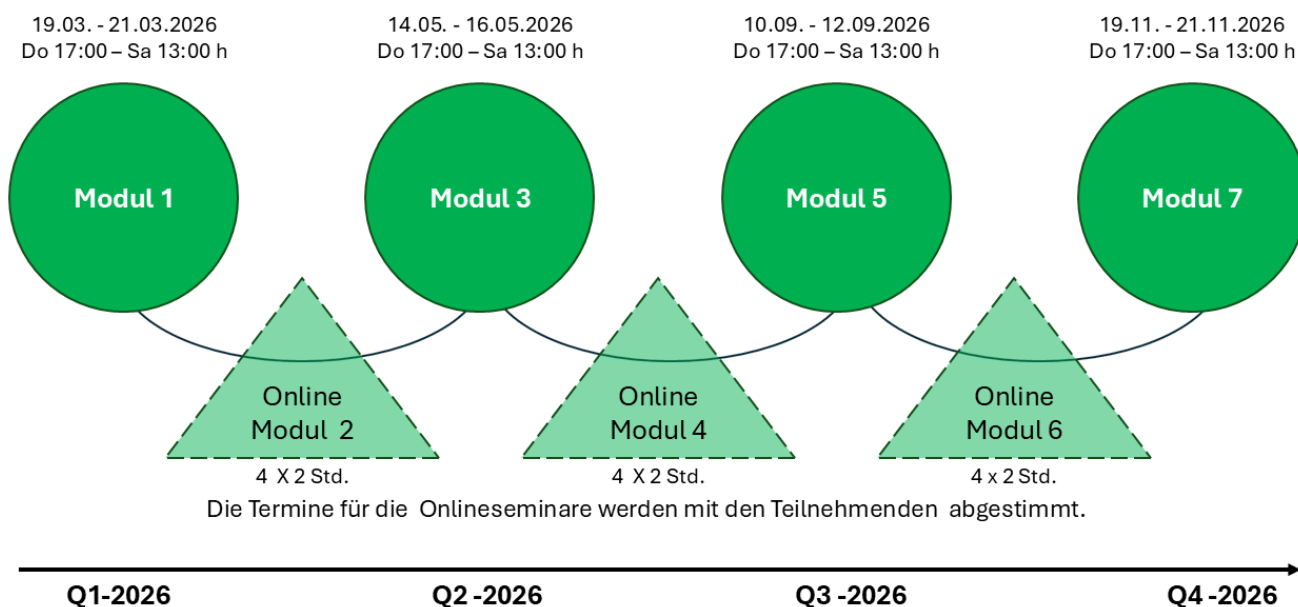 19.03. - 21.03.2026
Do 17:00 – Sa 13:00 h
14.05. - 16.05.2026
Do 17:00 – Sa 13:00 h
10.09. - 12.09.2026
Do 17:00 – Sa 13:00 h
19.11. - 21.11.2026
Do 17:00 – Sa 13:00 h
Modul 1
Modul 3
Modul 5
Modul 7
Online
Modul 2
Online
Modul 4
Online
Modul 6
4 X 2 Std.
4 X 2 Std.
4 x 2 Std.
Die Termine für die Onlineseminare werden mit den Teilnehmenden abgestimmt.
Q1-2026
Q2 -2026
Q3 -2026
Q4 -2026